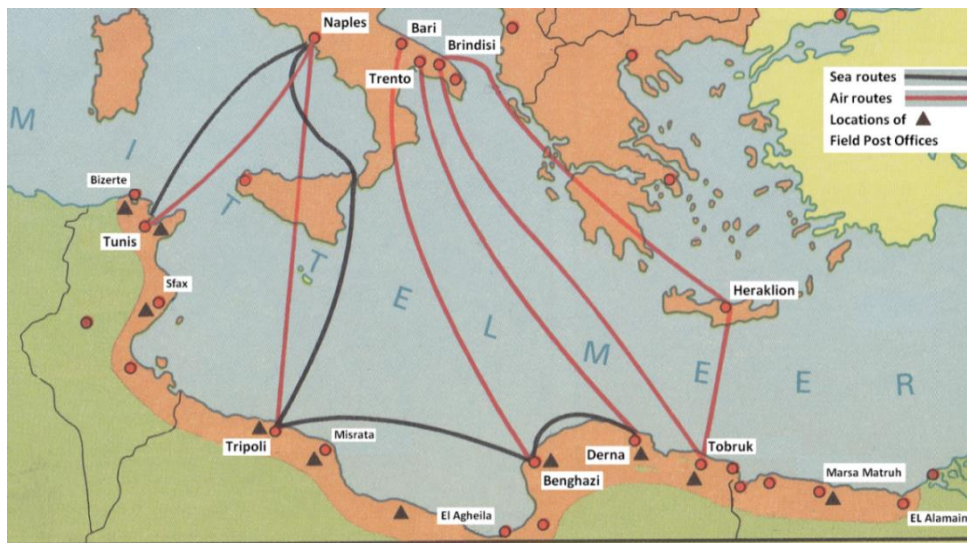 Naples
Bari
Brindisi
Trento
Sea routes
Air routes
Locations of
Field Post Offices
M I T T E L M E E R
Bizerte
Tunis
Sfax
Heraklion
Tripoli
Misrata
Derna
Tobruk
Benghazi
Marsa Matruh
El Agheila
EL Alamain